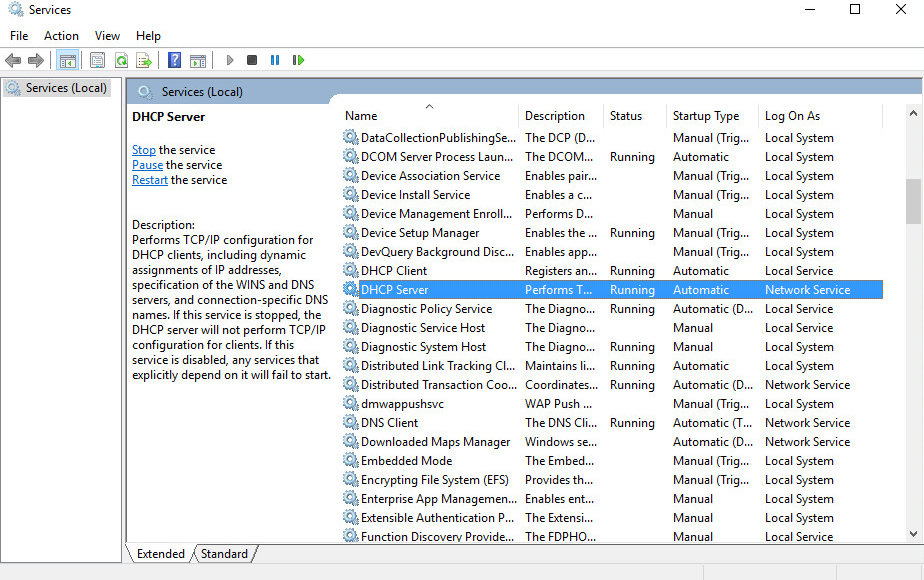 Services
File Action View Help
Services (Local)
Services (Local)
DHCP Server
Stop the service
Pause the service
Restart the service
Description:
Performs TCP/IP configuration for
DHCP clients, including dynamic
assignments of IP addresses,
specification of the WINS and DNS
servers, and connection-specific DNS
names. If this service is stopped, the
DHCP server will not perform TCP/IP
configuration for clients. If this
service is disabled, any services that
explicitly depend on it will fail to start.
Name Description Status Startup Type Log On As
DataCollectionPublishingSe... The DCP (D... Manual (Trig... Local System
DCOM Server Process Laun... The DCOM... Running Automatic Local System
Device Association Service Enables pair... Manual (Trig... Local System
Device Install Service Enables a c... Manual (Trig... Local System
Device Management Enroll... Performs D... Manual Local System
Device Setup Manager Enables the ... Running Manual (Trig... Local System
DevQuery Background Disc... Enables app... Manual (Trig... Local System
DHCP Client Registers an... Running Automatic Local Service
DHCP Server Performs T... Running Automatic Network Service
Diagnostic Policy Service The Diagno... Running Automatic (D... Local Service
Diagnostic Service Host The Diagno... Manual Local Service
Diagnostic System Host The Diagno... Running Manual Local System
Distributed Link Tracking Cl... Maintains li... Running Automatic Local System
Distributed Transaction Coo... Coordinates... Running Automatic (D... Network Service
dmwappushsvc WAP Push ... Manual (Trig... Local System
DNS Client The DNS Cli... Running Automatic (T... Network Service
Downloaded Maps Manager Windows se... Automatic (D... Network Service
Embedded Mode The Embed... Manual (Trig... Local System
Encrypting File System (EFS) Provides th... Manual (Trig... Local System
Enterprise App Managemen... Enables ent... Manual Local System
Extensible Authentication P... The Extensi... Manual Local System
Function Discovery Provide... The FDPHO... Manual Local Service
Extended Standard